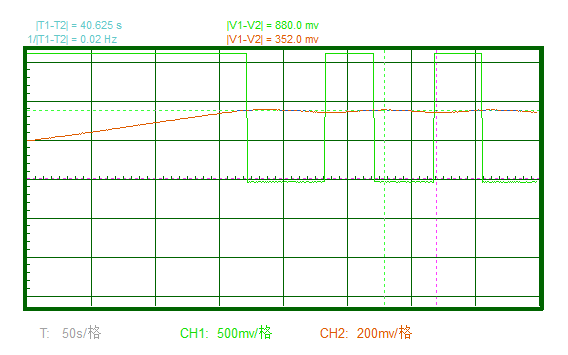 |T1-T2| = 40.625 s |V1-V2| = 880.0 mv
1/|T1-T2| = 0.02 Hz |V1-V2| = 352.0 mv
T: 50s/格 CH1: 500mv/格 CH2: 200mv/格